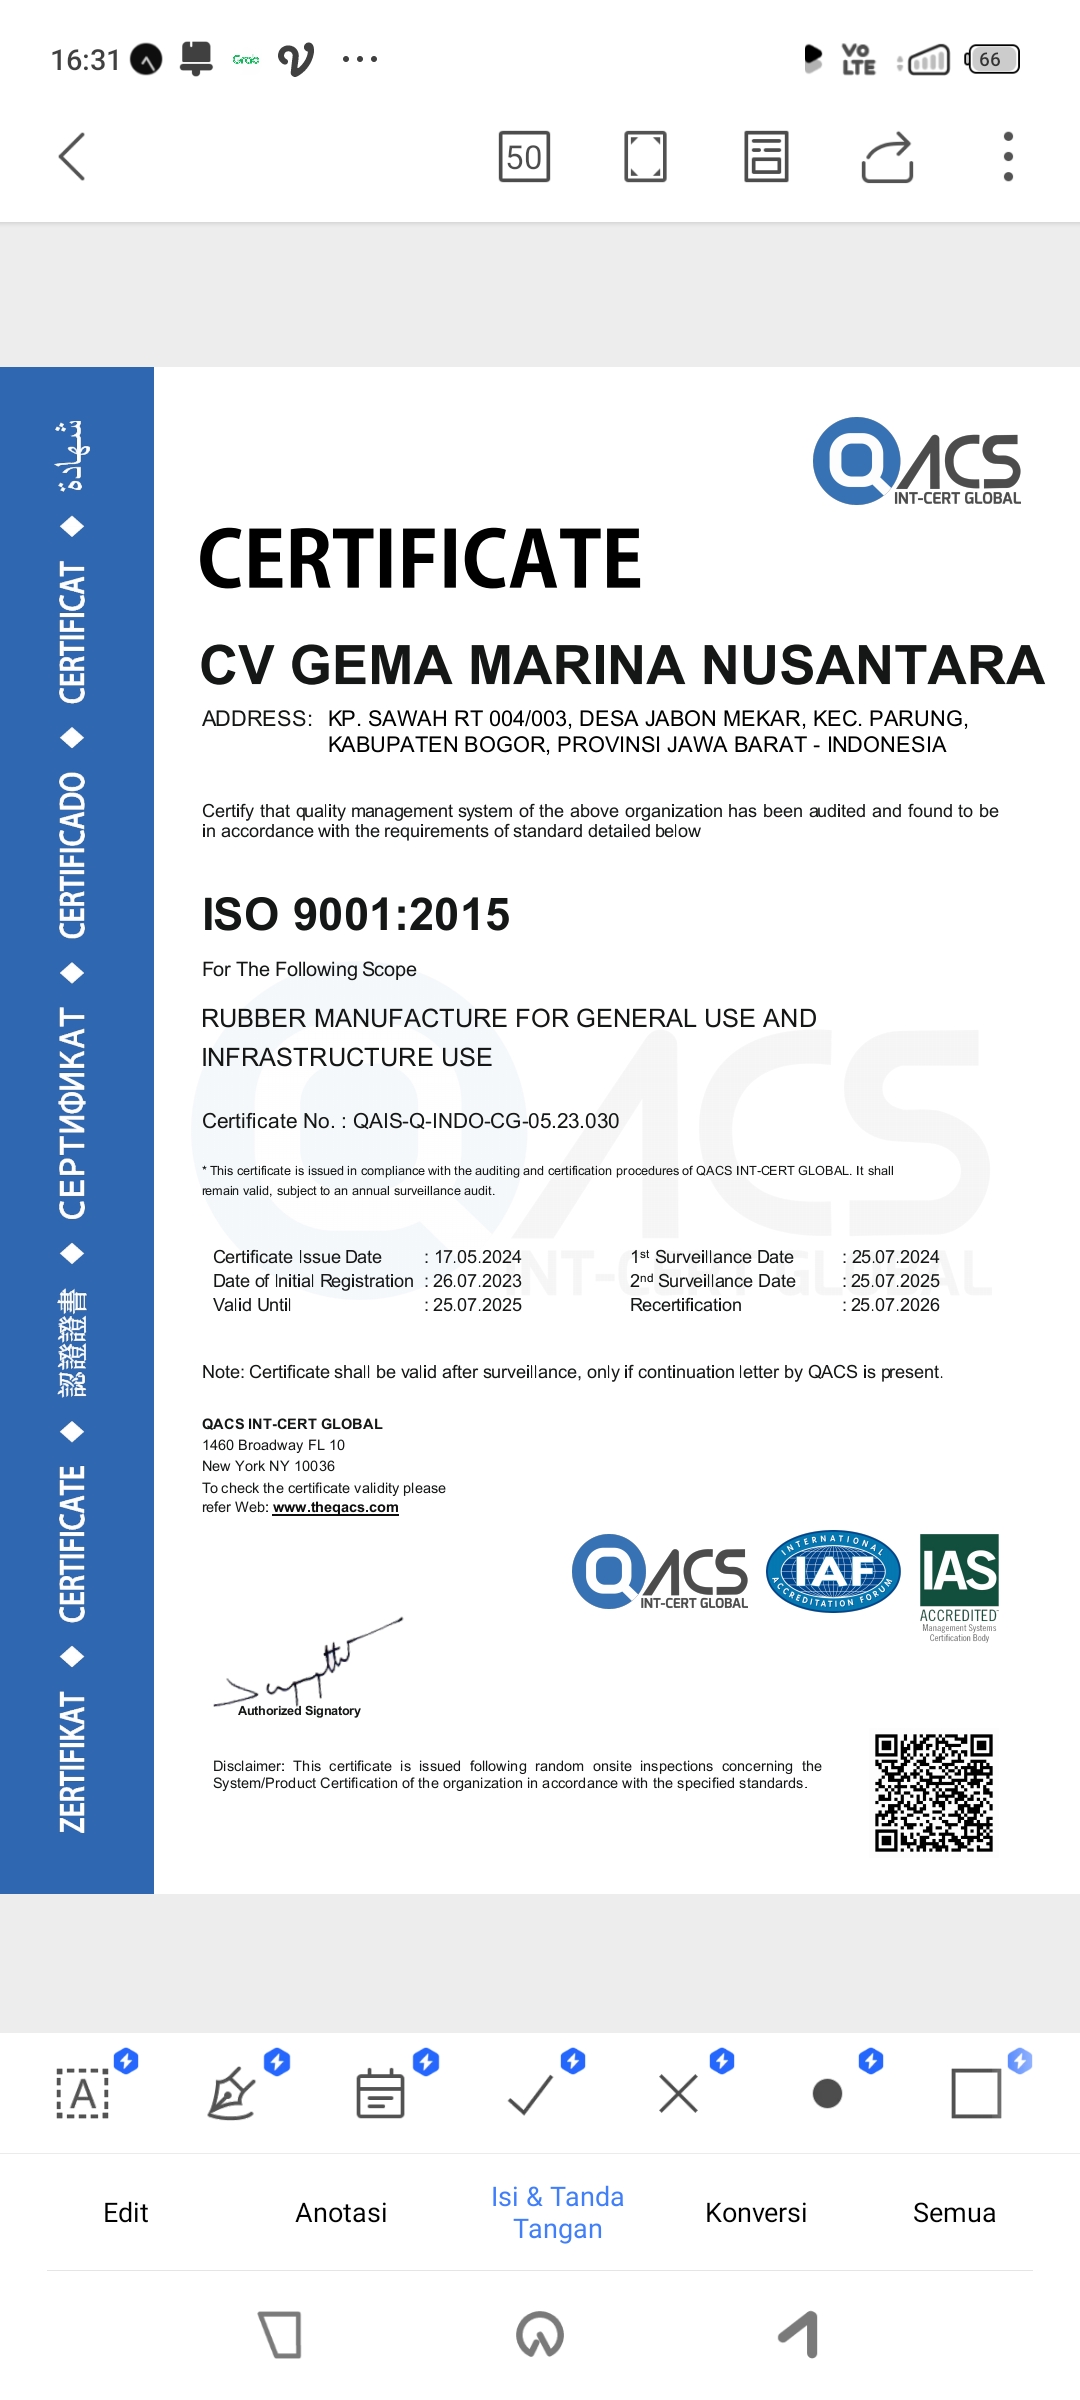 16:31
Grab
VO LTE
66
50
QACS
INT-CERT GLOBAL
CERTIFICATE
CV GEMA MARINA NUSANTARA
ADDRESS: KP. SAWAH RT 004/003, DESA JABON MEKAR, KEC. PARUNG,
KABUPATEN BOGOR, PROVINSI JAWA BARAT - INDONESIA
Certify that quality management system of the above organization has been audited and found to be
in accordance with the requirements of standard detailed below
ISO 9001:2015
For The Following Scope
RUBBER MANUFACTURE FOR GENERAL USE AND
INFRASTRUCTURE USE
Certificate No. : QAIS-Q-INDO-CG-05.23.030
* This certificate is issued in compliance with the auditing and certification procedures of QACS INT-CERT GLOBAL. It shall
remain valid, subject to an annual surveillance audit.
Certificate Issue Date : 17.05.2024 1st Surveillance Date : 25.07.2024
Date of Initial Registration : 26.07.2023 2nd Surveillance Date : 25.07.2025
Valid Until : 25.07.2025 Recertification : 25.07.2026
Note: Certificate shall be valid after surveillance, only if continuation letter by QACS is present.
QACS INT-CERT GLOBAL
1460 Broadway FL 10
New York NY 10036
To check the certificate validity please
refer Web: www.theqacs.com
QACS
INT-CERT GLOBAL
INTERNATIONAL
IAF
ACCREDITATION FORUM
IAS
ACCREDITED
Management Systems
Certification Body
Authorized Signatory
Disclaimer: This certificate is issued following random onsite inspections concerning the
System/Product Certification of the organization in accordance with the specified standards.
QACS
INT-CERT GLOBAL
ZERTIFIKAT ◆ CERTIFICATE ◆ 認證證書 ◆ СЕРТИФИКАТ ◆ CERTIFICADO ◆ CERTIFICAT ◆ شهادة
A
Edit
Anotasi
Isi & Tanda
Tangan
Konversi
Semua